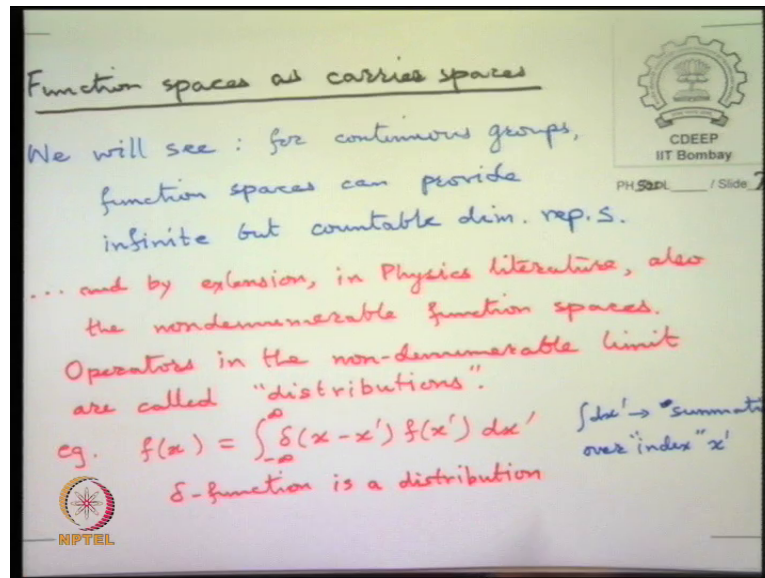 Function spaces as carrier spaces
CDEEP
IIT Bombay
We will see : for continuous groups,
function spaces can provide
PH / Slide 7
infinite but countable dim. rep.s.
... and by extension, in Physics literature, also
the nondenumerable function spaces.
Operators in the non-denumerable limit
are called "distributions".
eg. f(x) = ∫_{-∞}^{∞} δ(x-x') f(x') dx'
∫dx' → "summati
over "index" x'
δ-function is a distribution
NPTEL